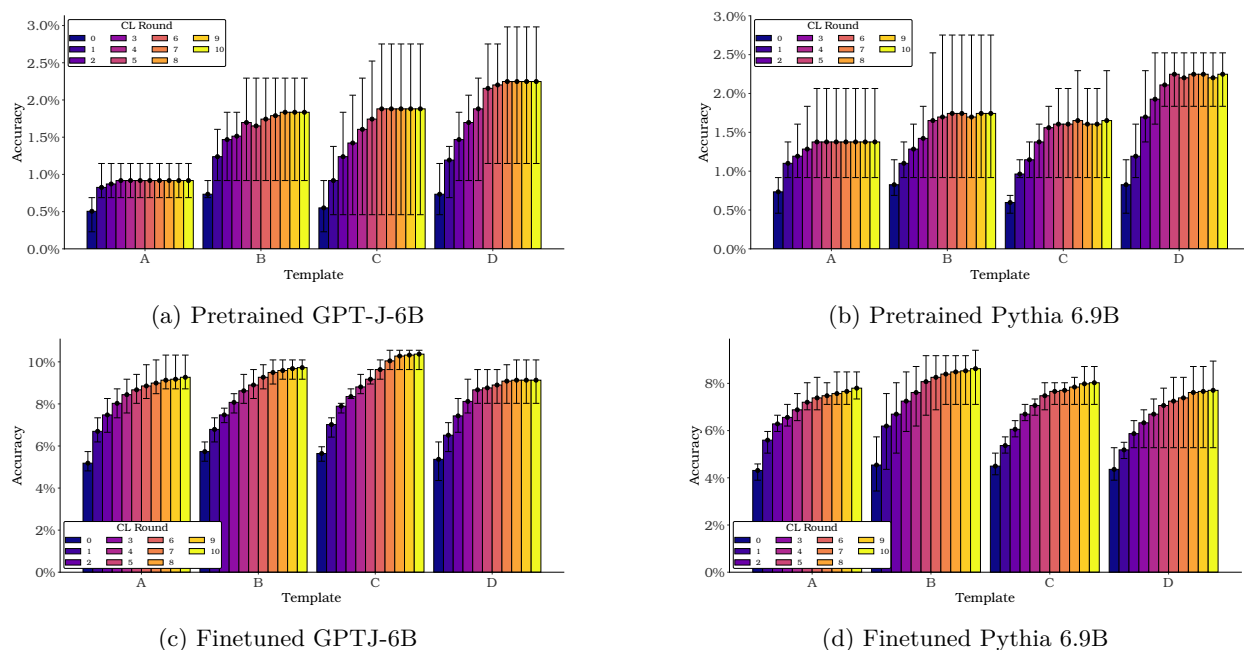 3.0%
2.5%
2.0%
1.5%
1.0%
0.5%
0.0%
Accuracy
CL Round
0 3 6 9
1 4 7 10
2 5 8
A B C D
Template
(a) Pretrained GPT-J-6B
3.0%
2.5%
2.0%
1.5%
1.0%
0.5%
0.0%
Accuracy
CL Round
0 3 6 9
1 4 7 10
2 5 8
A B C D
Template
(b) Pretrained Pythia 6.9B
10%
8%
6%
4%
2%
0%
Accuracy
CL Round
0 3 6 9
1 4 7 10
2 5 8
A B C D
Template
(c) Finetuned GPTJ-6B
8%
6%
4%
2%
0%
Accuracy
CL Round
0 3 6 9
1 4 7 10
2 5 8
A B C D
Template
(d) Finetuned Pythia 6.9B